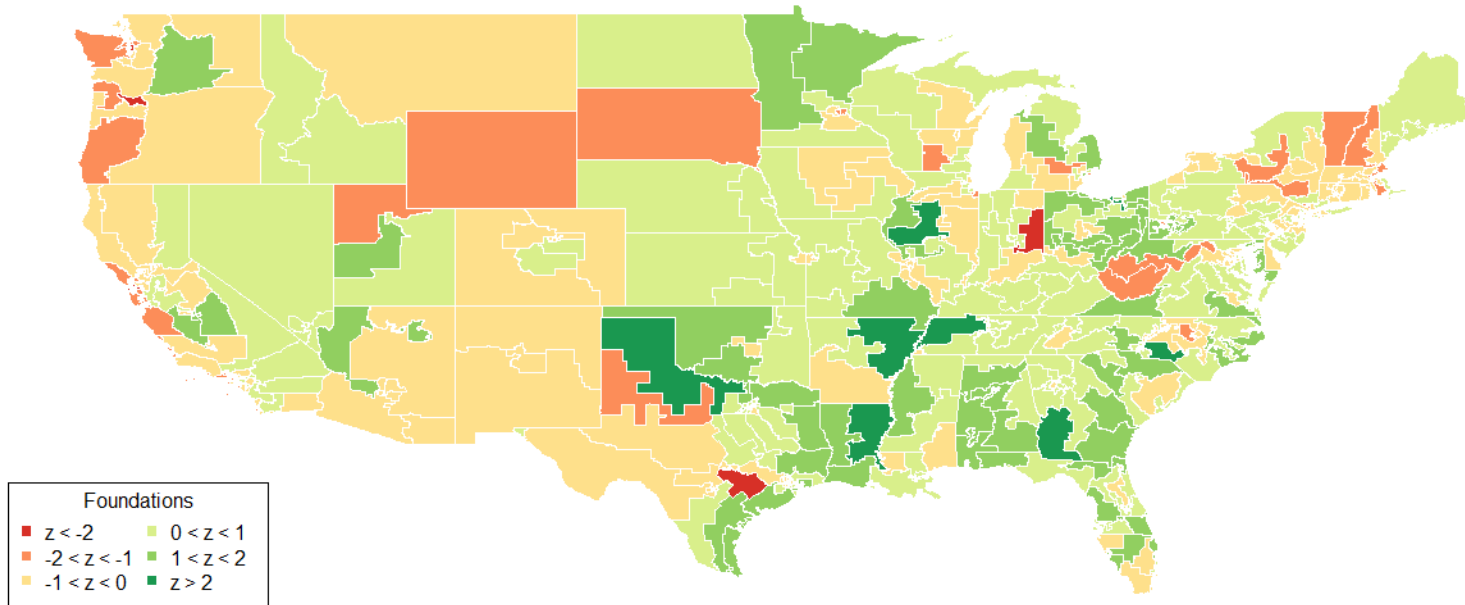 Foundations
z < -2 0 < z < 1
-2 < z < -1 1 < z < 2
-1 < z < 0 z > 2